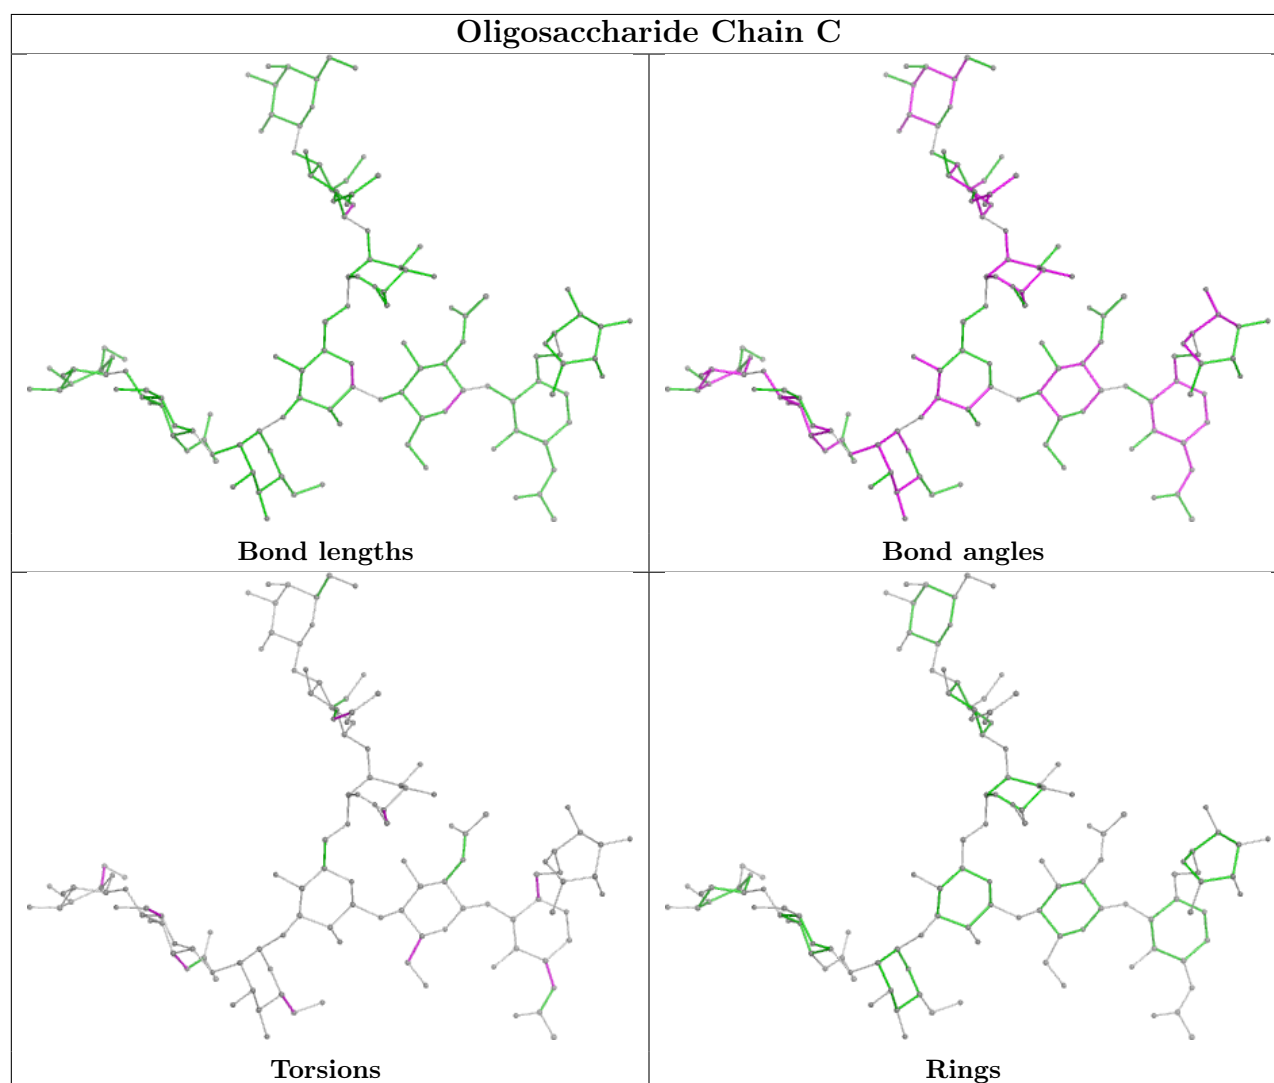 Oligosaccharide Chain C
Bond lengths
Bond angles
Torsions
Rings